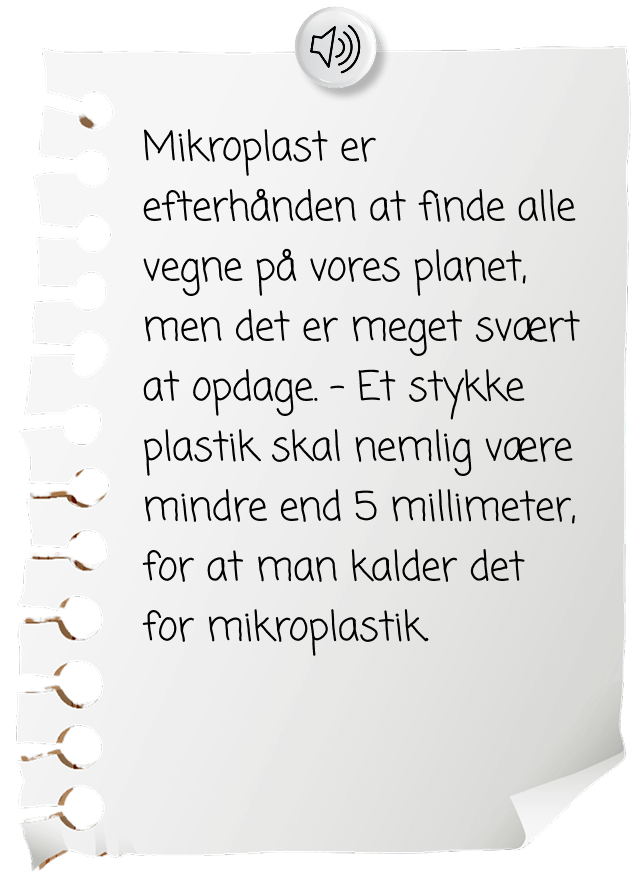 Mikroplast er
efterhånden at finde alle
vegne på vores planet,
men det er meget svært
at opdage. - Et stykke
plastik skal nemlig være
mindre end 5 millimeter,
for at man kalder det
for mikroplastik.